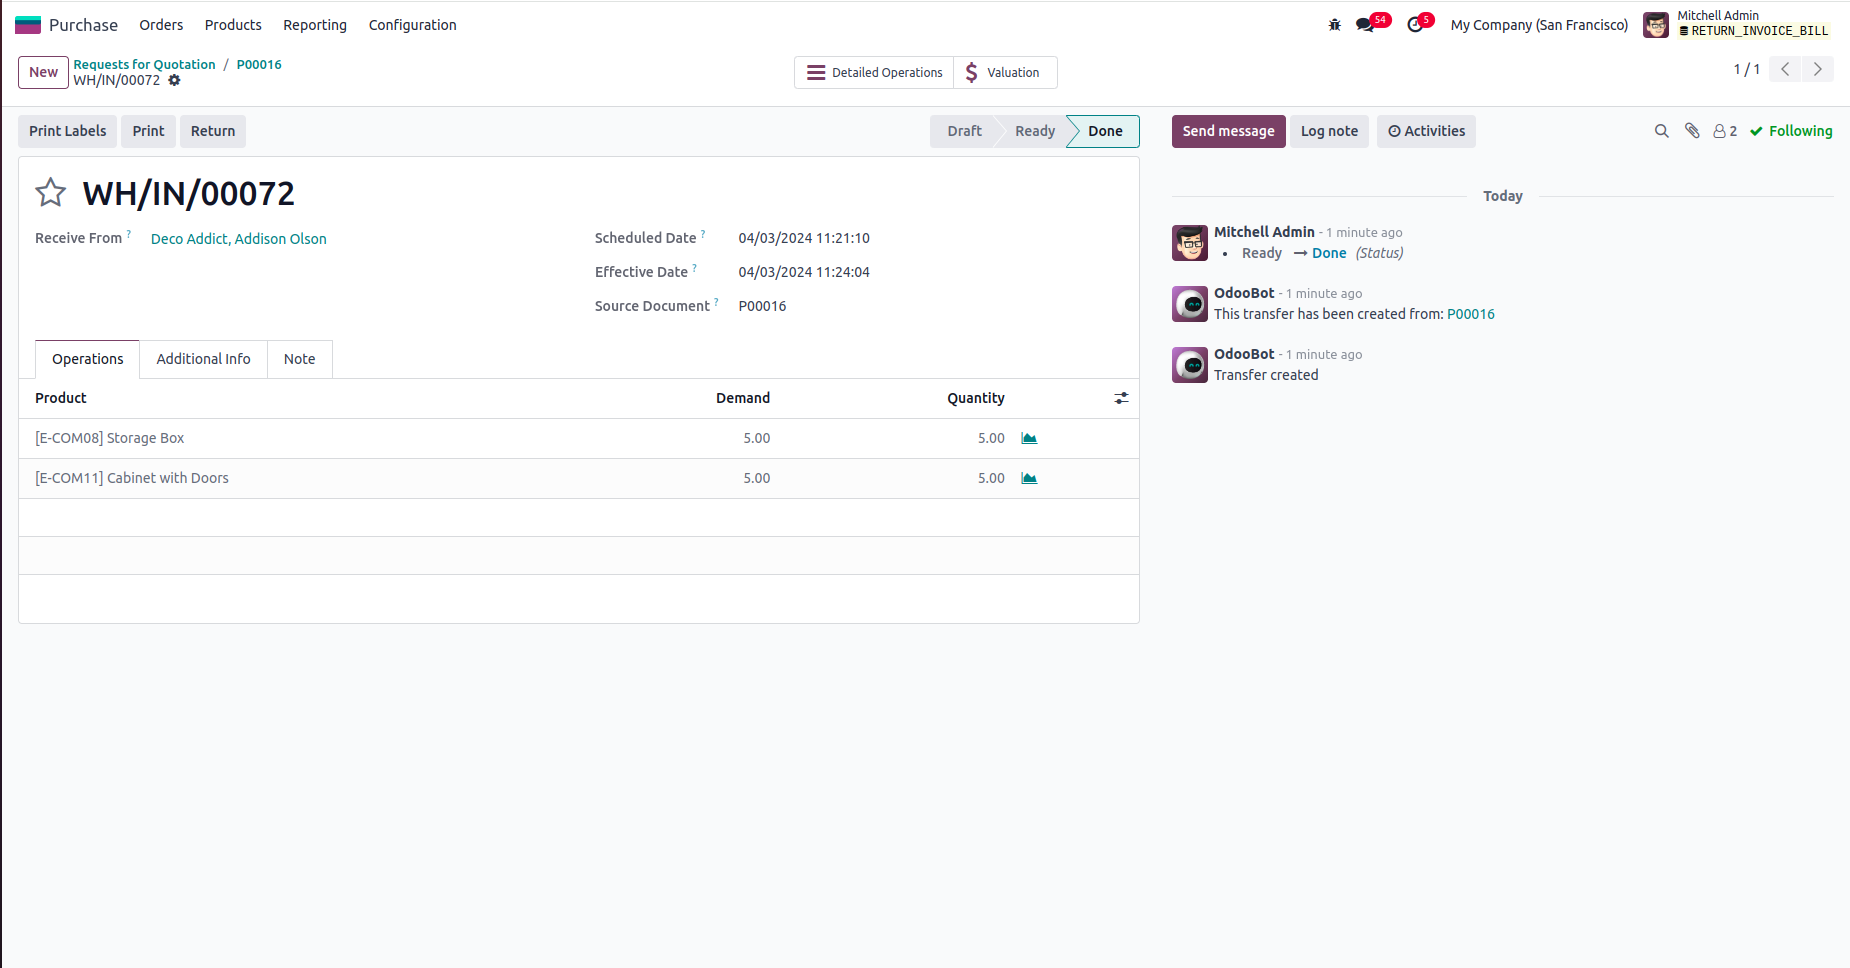 Purchase Orders Products Reporting Configuration 54 5 My Company (San Francisco) Mitchell Admin
RETURN_INVOICE_BILL
New Requests for Quotation / P00016
WH/IN/00072
Detailed Operations $ Valuation
1 / 1
Print Labels Print Return Draft Ready Done
Send message Log note Activities 2 Following
WH/IN/00072
Receive From ? Deco Addict, Addison Olson
Scheduled Date ? 04/03/2024 11:21:10
Effective Date ? 04/03/2024 11:24:04
Source Document ? P00016
Operations Additional Info Note
Product Demand Quantity
[E-COM08] Storage Box 5.00 5.00
[E-COM11] Cabinet with Doors 5.00 5.00
Today
Mitchell Admin - 1 minute ago
• Ready → Done (Status)
OdooBot - 1 minute ago
This transfer has been created from: P00016
OdooBot - 1 minute ago
Transfer created